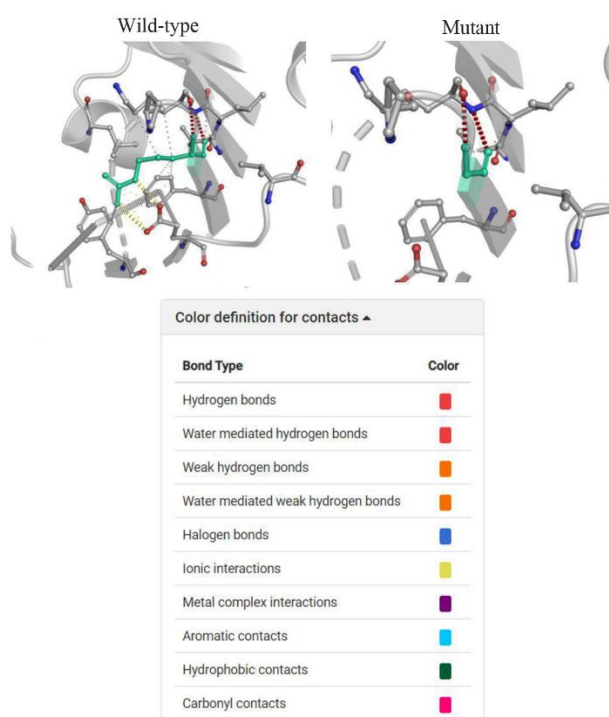 Wild-type
Mutant
Color definition for contacts
Bond Type Color
Hydrogen bonds
Water mediated hydrogen bonds
Weak hydrogen bonds
Water mediated weak hydrogen bonds
Halogen bonds
Ionic interactions
Metal complex interactions
Aromatic contacts
Hydrophobic contacts
Carbonyl contacts